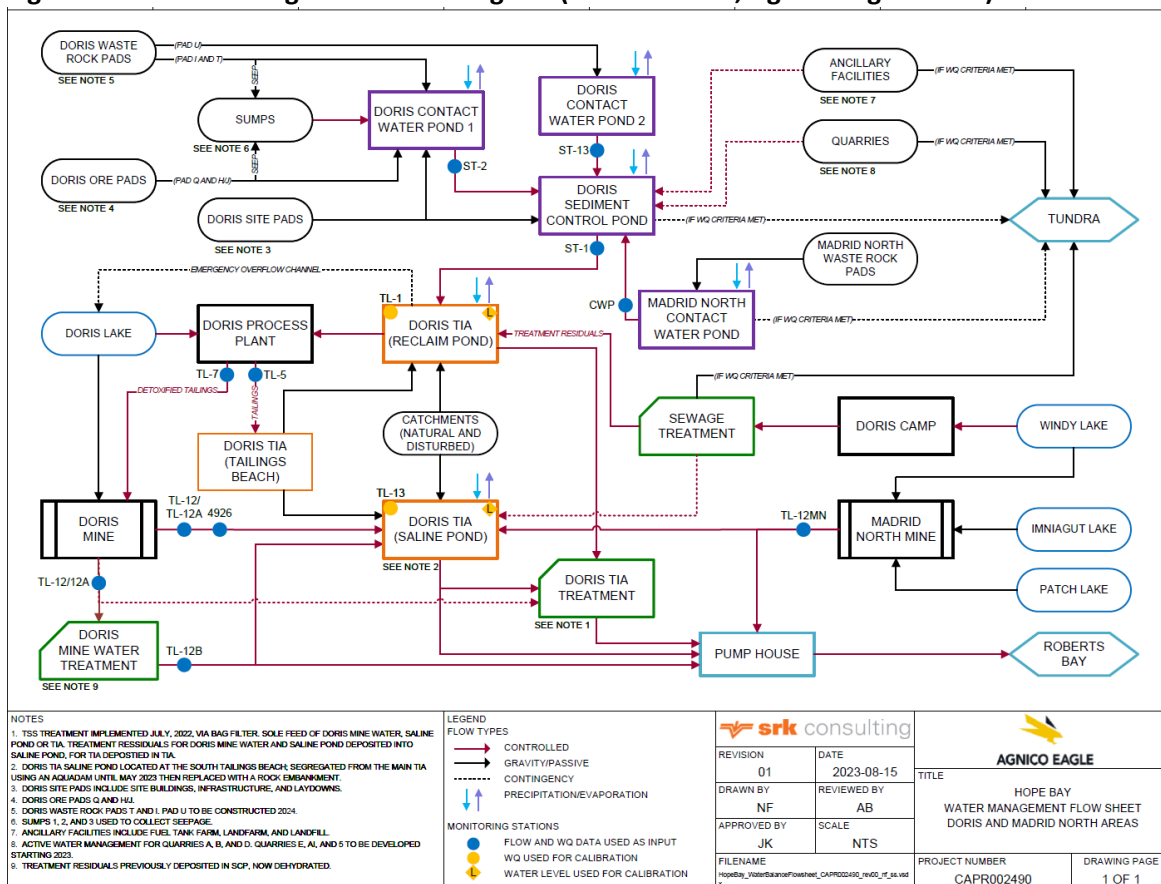 DORIS WASTE
ROCK PADS
SEE NOTE 5
(PAD U)
(PAD I AND T)
SEEP
SUMPS
SEE NOTE 6
SEEP
DORIS ORE PADS
SEE NOTE 4
(PAD Q AND H/J)
DORIS SITE PADS
SEE NOTE 3
DORIS CONTACT
WATER POND 1
ST-2
DORIS
CONTACT
WATER POND 2
ST-13
DORIS
SEDIMENT
CONTROL POND
ST-1
ANCILLARY
FACILITIES
SEE NOTE 7
(IF WQ CRITERIA MET)
QUARRIES
SEE NOTE 8
(IF WQ CRITERIA MET)
(IF WQ CRITERIA MET)
TUNDRA
MADRID NORTH
WASTE ROCK
PADS
CWP
MADRID NORTH
CONTACT
WATER POND
(IF WQ CRITERIA MET)
EMERGENCY OVERFLOW CHANNEL
DORIS LAKE
DORIS PROCESS
PLANT
TL-7
TL-5
TL-1
L
DORIS TIA
(RECLAIM POND)
TREATMENT RESIDUALS
DETOXIFIED TAILINGS
TAILINGS
DORIS TIA
(TAILINGS
BEACH)
CATCHMENTS
(NATURAL AND
DISTURBED)
(IF WQ CRITERIA MET)
SEWAGE
TREATMENT
DORIS CAMP
WINDY LAKE
DORIS
MINE
TL-12/
TL-12A
4926
TL-13
L
DORIS TIA
(SALINE POND)
SEE NOTE 2
TL-12MN
MADRID
NORTH MINE
IMNIAGUT LAKE
PATCH LAKE
TL-12/12A
DORIS
MINE WATER
TREATMENT
SEE NOTE 9
TL-12B
DORIS TIA
TREATMENT
SEE NOTE 1
PUMP HOUSE
ROBERTS
BAY
NOTES
1. TSS TREATMENT IMPLEMENTED JULY, 2022, VIA BAG FILTER. SOLE FEED OF DORIS MINE WATER, SALINE
POND OR TIA. TREATMENT RESSIDUALS FOR DORIS MINE WATER AND SALINE POND DEPOSITED INTO
SALINE POND, FOR TIA DEPOSTIED IN TIA.
2. DORIS TIA SALINE POND LOCATED AT THE SOUTH TAILINGS BEACH; SEGREGATED FROM THE MAIN TIA
USING AN AQUADAM UNTIL MAY 2023 THEN REPLACED WITH A ROCK EMBANKMENT.
3. DORIS SITE PADS INCLUDE SITE BUILDINGS, INFRASTRUCTURE, AND LAYDOWNS.
4. DORIS ORE PADS Q AND H/J.
5. DORIS WASTE ROCK PADS T AND I. PAD U TO BE CONSTRUCTED 2024.
6. SUMPS 1, 2, AND 3 USED TO COLLECT SEEPAGE.
7. ANCILLARY FACILITIES INCLUDE FUEL TANK FARM, LANDFARM, AND LANDFILL.
8. ACTIVE WATER MANAGEMENT FOR QUARRIES A, B, AND D. QUARRIES E, AI, AND 5 TO BE DEVELOPED
STARTING 2023.
9. TREATMENT RESIDUALS PREVIOUSLY DEPOSITED IN SCP, NOW DEHYDRATED.
LEGEND
FLOW TYPES
CONTROLLED
GRAVITY/PASSIVE
CONTINGENCY
PRECIPITATION/EVAPORATION
MONITORING STATIONS
FLOW AND WQ DATA USED AS INPUT
WQ USED FOR CALIBRATION
L
WATER LEVEL USED FOR CALIBRATION
srk consulting
REVISION
01
DATE
2023-08-15
DRAWN BY
NF
REVIEWED BY
AB
APPROVED BY
JK
SCALE
NTS
FILENAME
HopeBay_WaterBalanceFlowsheet_CAPR002490_rev00_nf_ss.vsd
AGNICO EAGLE
TITLE
HOPE BAY
WATER MANAGEMENT FLOW SHEET
DORIS AND MADRID NORTH AREAS
PROJECT NUMBER
CAPR002490
DRAWING PAGE
1 OF 1